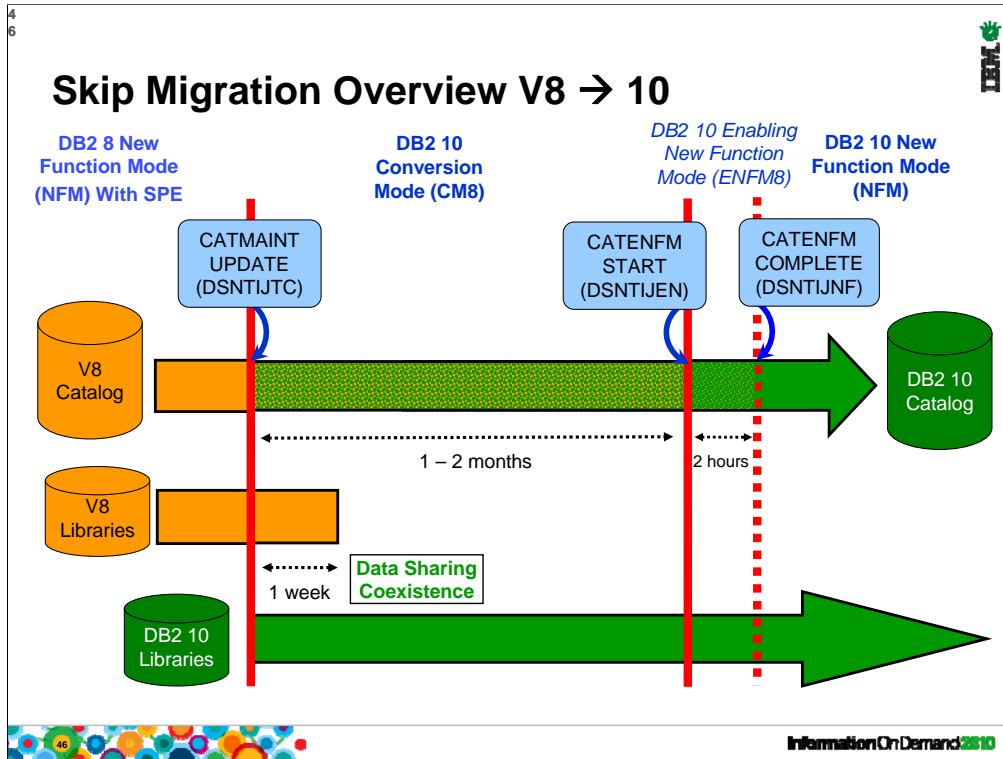 4
6
IBM
Skip Migration Overview V8 → 10
DB2 8 New
Function Mode
(NFM) With SPE
DB2 10
Conversion
Mode (CM8)
DB2 10 Enabling
New Function
Mode (ENFM8)
DB2 10 New
Function Mode
(NFM)
CATMAINT
UPDATE
(DSNTIJTC)
CATENFM
START
(DSNTIJEN)
CATENFM
COMPLETE
(DSNTIJNF)
V8
Catalog
DB2 10
Catalog
1 – 2 months
2 hours
V8
Libraries
1 week
Data Sharing
Coexistence
DB2 10
Libraries
46
Information On Demand 2010